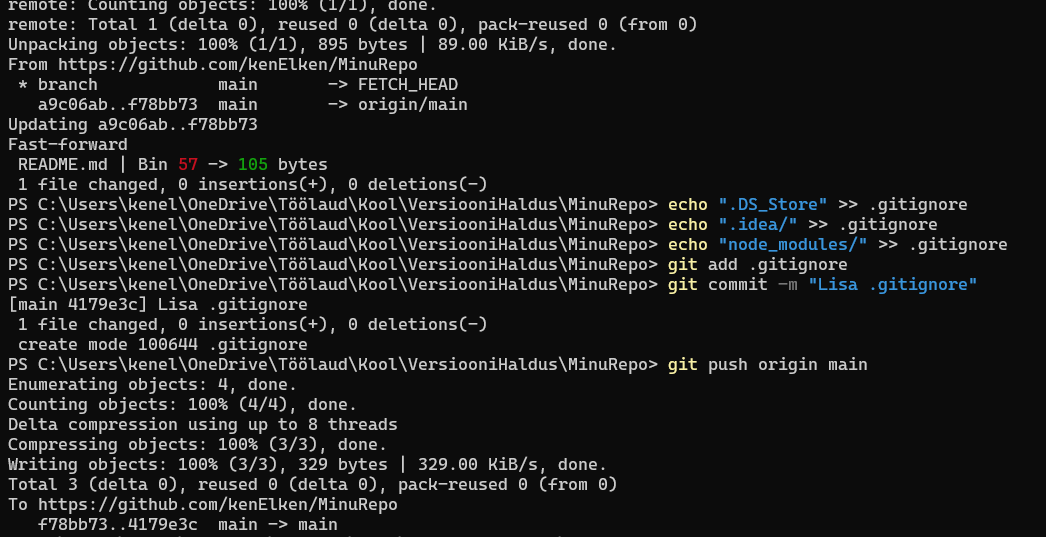 remote: Counting objects: 100% (1/1), done.
remote: Total 1 (delta 0), reused 0 (delta 0), pack-reused 0 (from 0)
Unpacking objects: 100% (1/1), 895 bytes | 89.00 KiB/s, done.
From https://github.com/kenElken/MinuRepo
 * branch            main       -> FETCH_HEAD
   a9c06ab..f78bb73  main       -> origin/main
Updating a9c06ab..f78bb73
Fast-forward
 README.md | Bin 57 -> 105 bytes
 1 file changed, 0 insertions(+), 0 deletions(-)
PS C:\Users\kenel\OneDrive\Töölaud\Kool\VersiooniHaldus\MinuRepo> echo ".DS_Store" >> .gitignore
PS C:\Users\kenel\OneDrive\Töölaud\Kool\VersiooniHaldus\MinuRepo> echo ".idea/" >> .gitignore
PS C:\Users\kenel\OneDrive\Töölaud\Kool\VersiooniHaldus\MinuRepo> echo "node_modules/" >> .gitignore
PS C:\Users\kenel\OneDrive\Töölaud\Kool\VersiooniHaldus\MinuRepo> git add .gitignore
PS C:\Users\kenel\OneDrive\Töölaud\Kool\VersiooniHaldus\MinuRepo> git commit -m "Lisa .gitignore"
[main 4179e3c] Lisa .gitignore
 1 file changed, 0 insertions(+), 0 deletions(-)
 create mode 100644 .gitignore
PS C:\Users\kenel\OneDrive\Töölaud\Kool\VersiooniHaldus\MinuRepo> git push origin main
Enumerating objects: 4, done.
Counting objects: 100% (4/4), done.
Delta compression using up to 8 threads
Compressing objects: 100% (3/3), done.
Writing objects: 100% (3/3), 329 bytes | 329.00 KiB/s, done.
Total 3 (delta 0), reused 0 (delta 0), pack-reused 0 (from 0)
To https://github.com/kenElken/MinuRepo
   f78bb73..4179e3c  main -> main